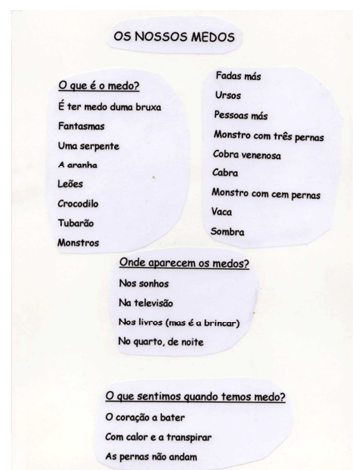 OS NOSSOS MEDOS
O que é o medo?
É ter medo duma bruxa
Fantasmas
Uma serpente
A aranha
Leões
Crocodilo
Tubarão
Monstros
Fadas más
Ursos
Pessoas más
Monstro com três pernas
Cobra venenosa
Cabra
Monstro com cem pernas
Vaca
Sombra
Onde aparecem os medos?
Nos sonhos
Na televisão
Nos livros (mas é a brincar)
No quarto, de noite
O que sentimos quando temos medo?
O coração a bater
Com calor e a transpirar
As pernas não andam